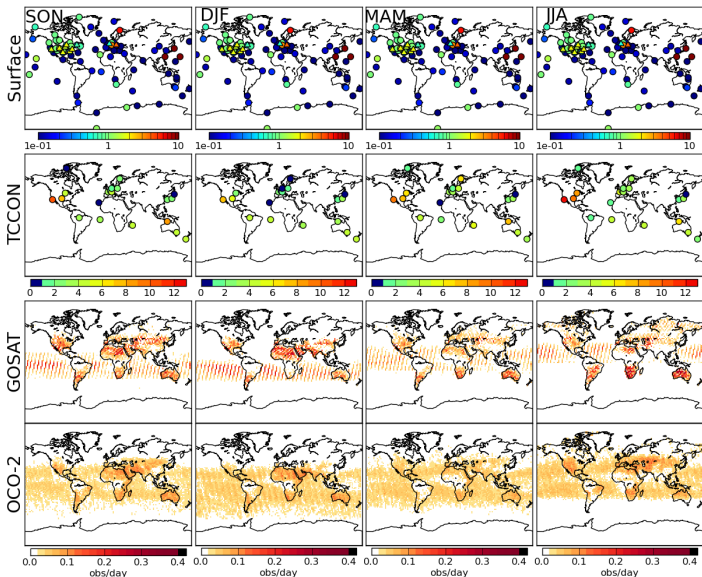 SON DJF MAM JJA
Surface
1e-01 1 10 1e-01 1 10 1e-01 1 10 1e-01 1 10
TCCON
0 2 4 6 8 10 12 0 2 4 6 8 10 12 0 2 4 6 8 10 12 0 2 4 6 8 10 12
GOSAT
OCO-2
0.0 0.1 0.2 0.3 0.4 0.0 0.1 0.2 0.3 0.4 0.0 0.1 0.2 0.3 0.4 0.0 0.1 0.2 0.3 0.4
obs/day obs/day obs/day obs/day